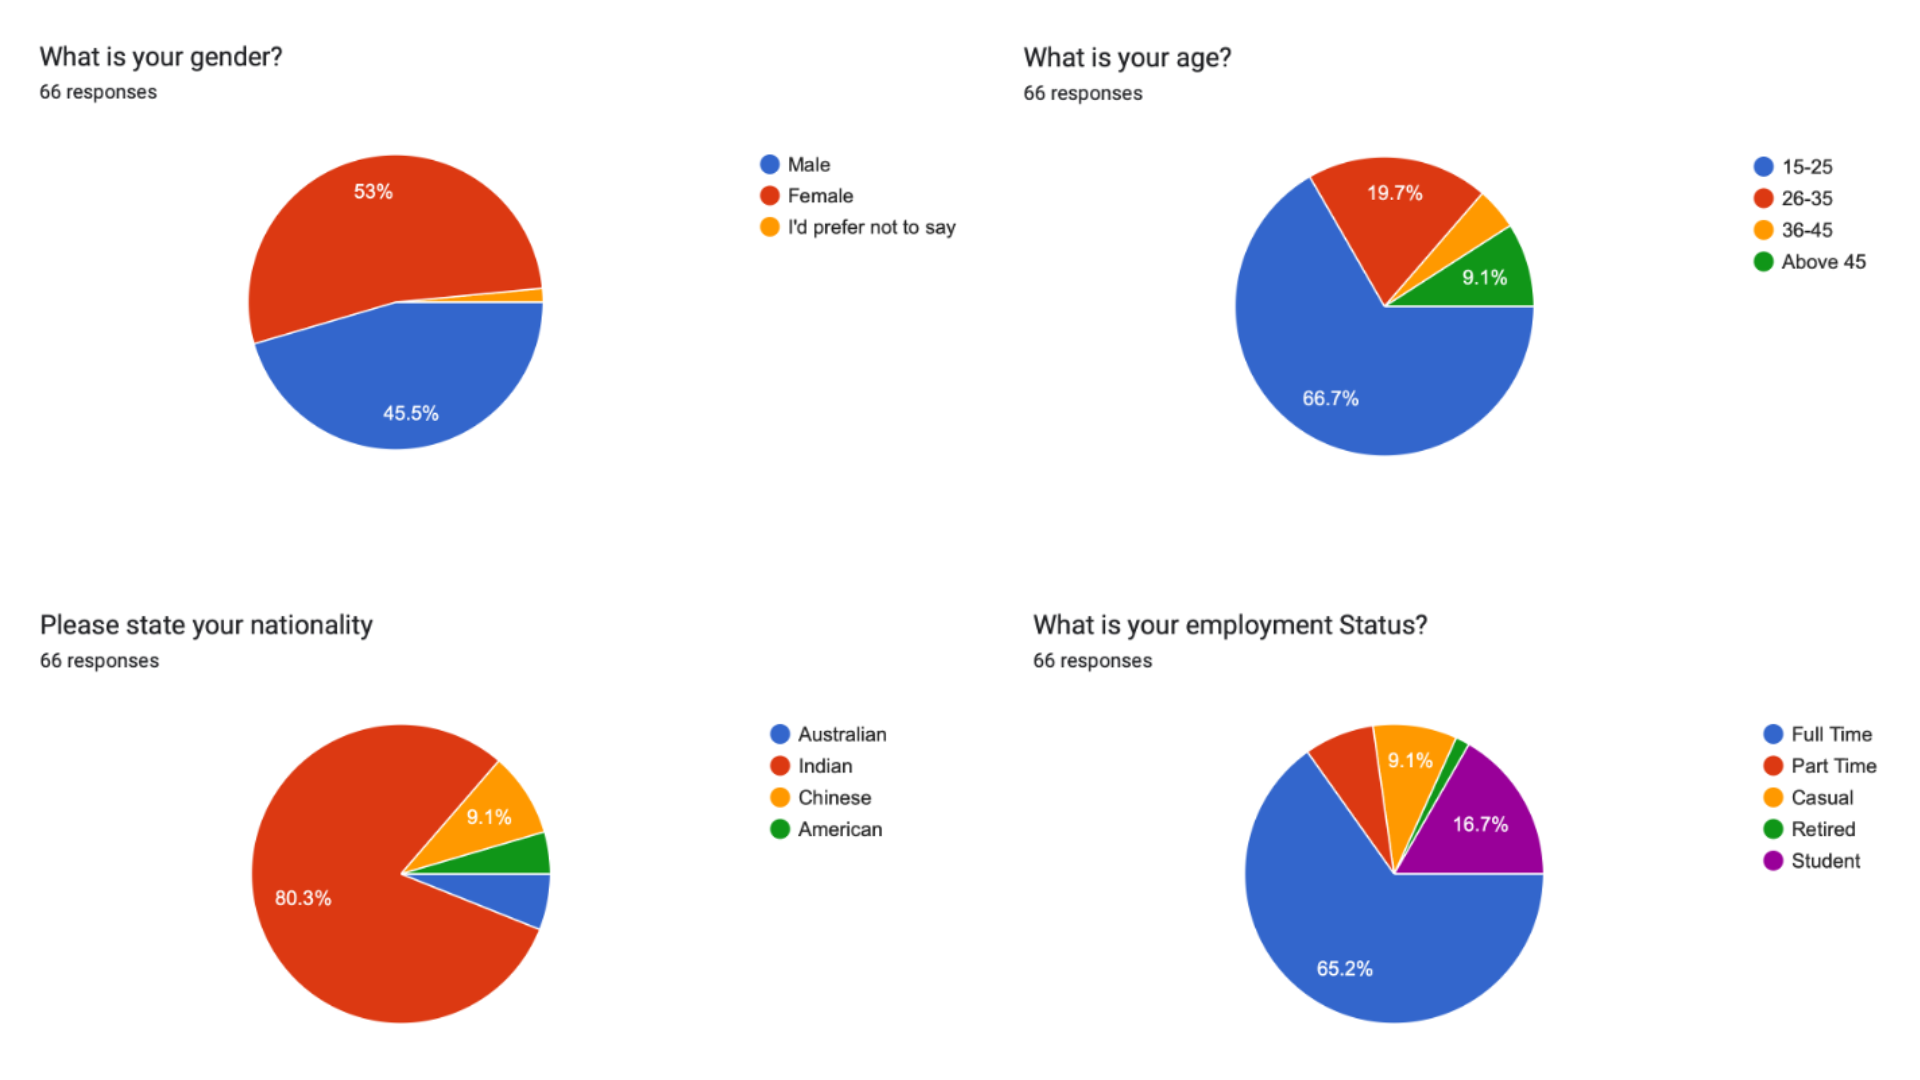 What is your gender?
66 responses
53%
45.5%
Male
Female
I'd prefer not to say
What is your age?
66 responses
19.7%
9.1%
66.7%
15-25
26-35
36-45
Above 45
Please state your nationality
66 responses
9.1%
80.3%
Australian
Indian
Chinese
American
What is your employment Status?
66 responses
9.1%
16.7%
65.2%
Full Time
Part Time
Casual
Retired
Student